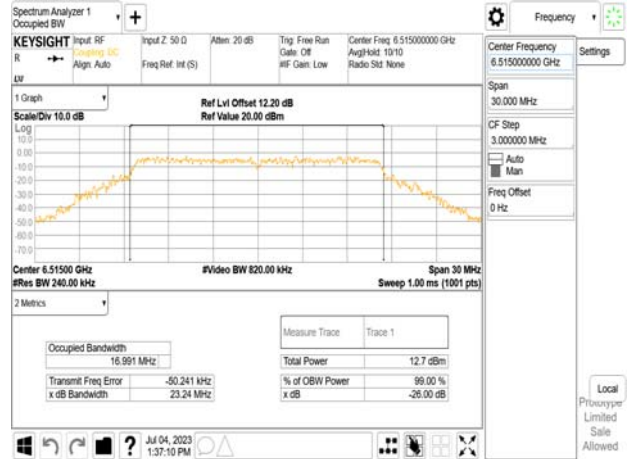 Spectrum Analyzer 1
Occupied BW
Frequency
KEYSIGHT
R
Input: RF
Coupling: DC
Align: Auto
Input Z: 50 Ω
Freq Ref: Int (S)
Atten: 20 dB
Trig: Free Run
Gate: Off
#IF Gain: Low
Center Freq: 6.515000000 GHz
Avg|Hold: 10/10
Radio Std: None
Center Frequency
6.515000000 GHz
Settings
Span
30.000 MHz
CF Step
3.000000 MHz
Auto
Man
Freq Offset
0 Hz
1 Graph
Scale/Div 10.0 dB
Ref Lvl Offset 12.20 dB
Ref Value 20.00 dBm
Log
10.0
0.00
-10.0
-20.0
-30.0
-40.0
-50.0
-60.0
-70.0
Center 6.51500 GHz
#Res BW 240.00 kHz
#Video BW 820.00 kHz
Span 30 MHz
Sweep 1.00 ms (1001 pts)
2 Metrics
Measure Trace
Trace 1
Occupied Bandwidth
16.991 MHz
Total Power
12.7 dBm
Transmit Freq Error
-50.241 kHz
% of OBW Power
99.00 %
x dB Bandwidth
23.24 MHz
x dB
-26.00 dB
Local
Prototype
Limited
Sale
Allowed
?
Jul 04, 2023
1:37:10 PM